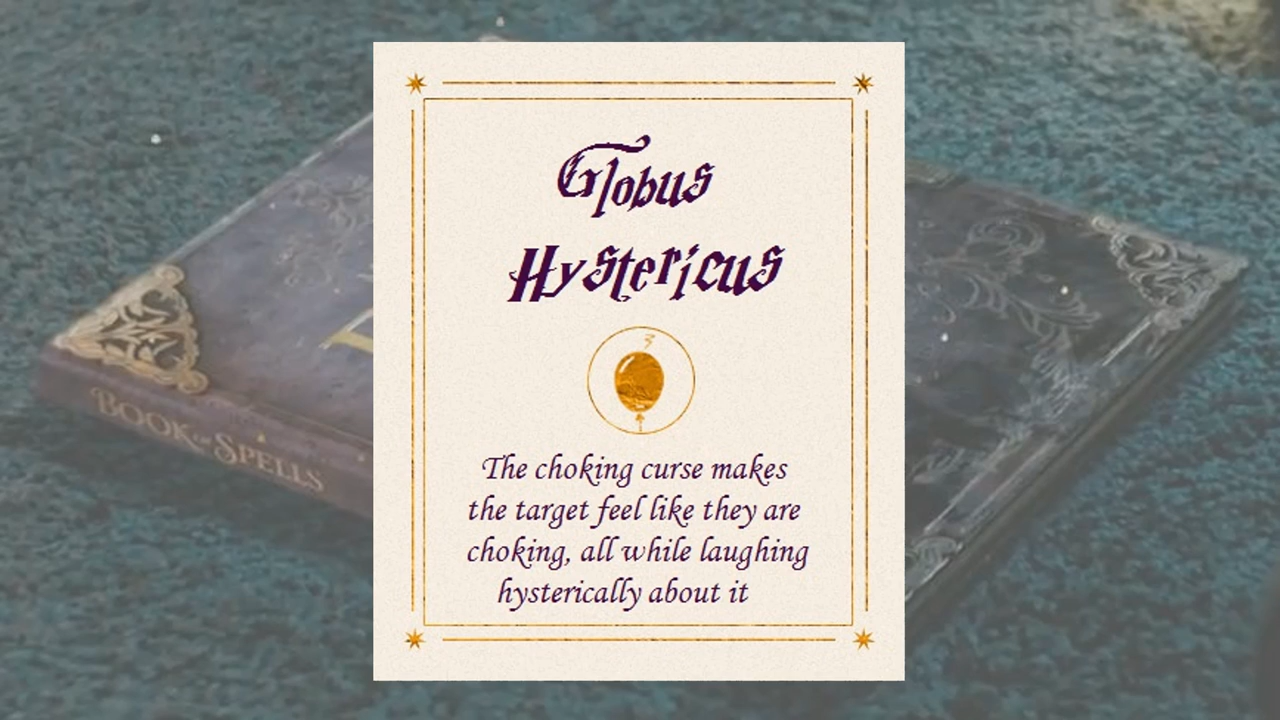 Globus
Hystericus
The choking curse makes
the target feel like they are
choking, all while laughing
hysterically about it
BOOK OF SPELLS